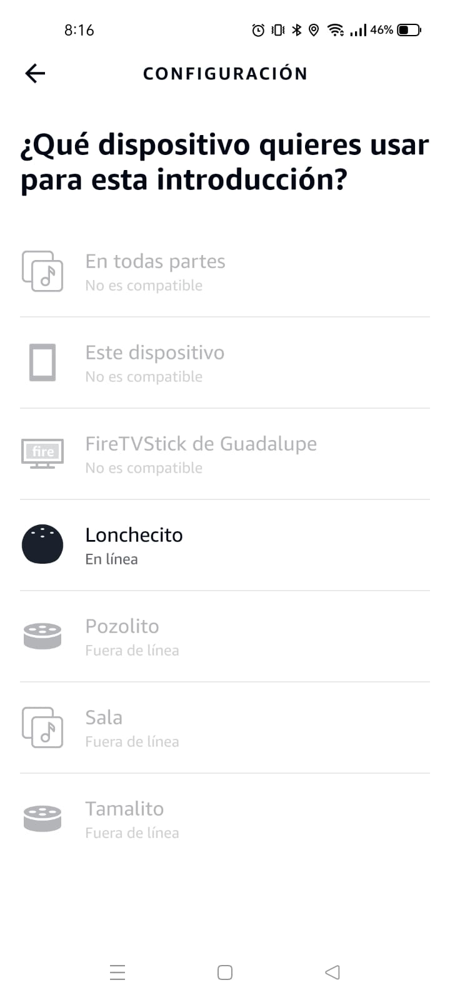 8:16
46%
CONFIGURACIÓN
¿Qué dispositivo quieres usar
para esta introducción?
En todas partes
No es compatible
Este dispositivo
No es compatible
fire
FireTVStick de Guadalupe
No es compatible
Lonchecito
En línea
Pozolito
Fuera de línea
Sala
Fuera de línea
Tamalito
Fuera de línea